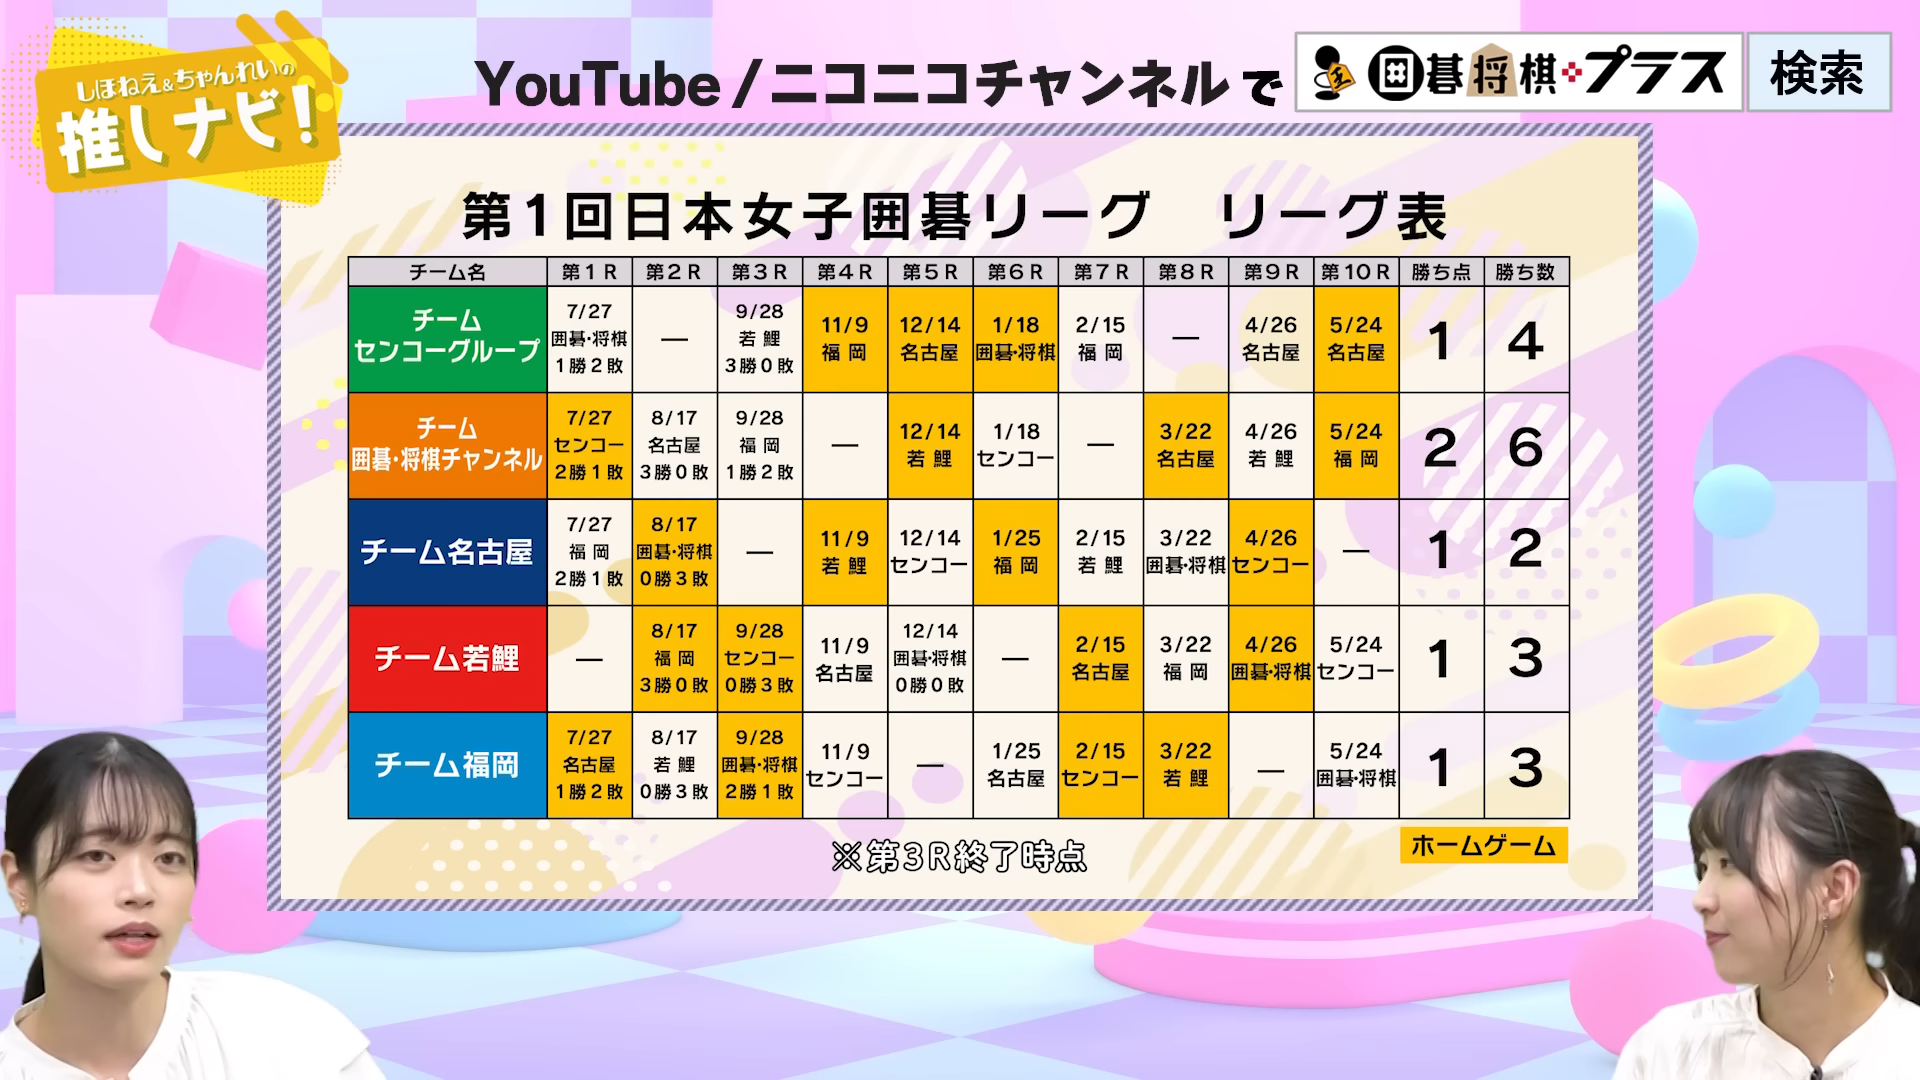 しほねえ&ちゃんれいの
推しナビ!
YouTube/ニコニコチャンネルで 囲碁将棋プラス 検索
第1回日本女子囲碁リーグ リーグ表
チーム名 第1R 第2R 第3R 第4R 第5R 第6R 第7R 第8R 第9R 第10R 勝ち点 勝ち数
チーム
センコーグループ
7/27
囲碁・将棋
1勝2敗
—
9/28
若鯉
3勝0敗
11/9
福岡
12/14
名古屋
1/18
囲碁・将棋
2/15
福岡
—
4/26
名古屋
5/24
名古屋
1
4
チーム
囲碁・将棋チャンネル
7/27
センコー
2勝1敗
8/17
名古屋
3勝0敗
9/28
福岡
1勝2敗
—
12/14
若鯉
1/18
センコー
—
3/22
名古屋
4/26
若鯉
5/24
福岡
2
6
チーム名古屋
7/27
福岡
2勝1敗
8/17
囲碁・将棋
0勝3敗
—
11/9
若鯉
12/14
センコー
1/25
福岡
2/15
若鯉
3/22
囲碁・将棋
4/26
センコー
—
1
2
チーム若鯉
—
8/17
福岡
3勝0敗
9/28
センコー
0勝3敗
11/9
名古屋
12/14
囲碁・将棋
0勝0敗
—
2/15
名古屋
3/22
福岡
4/26
囲碁・将棋
5/24
センコー
1
3
チーム福岡
7/27
名古屋
1勝2敗
8/17
若鯉
0勝3敗
9/28
囲碁・将棋
2勝1敗
11/9
センコー
—
1/25
名古屋
2/15
センコー
3/22
若鯉
—
5/24
囲碁・将棋
1
3
※第3R終了時点
ホームゲーム